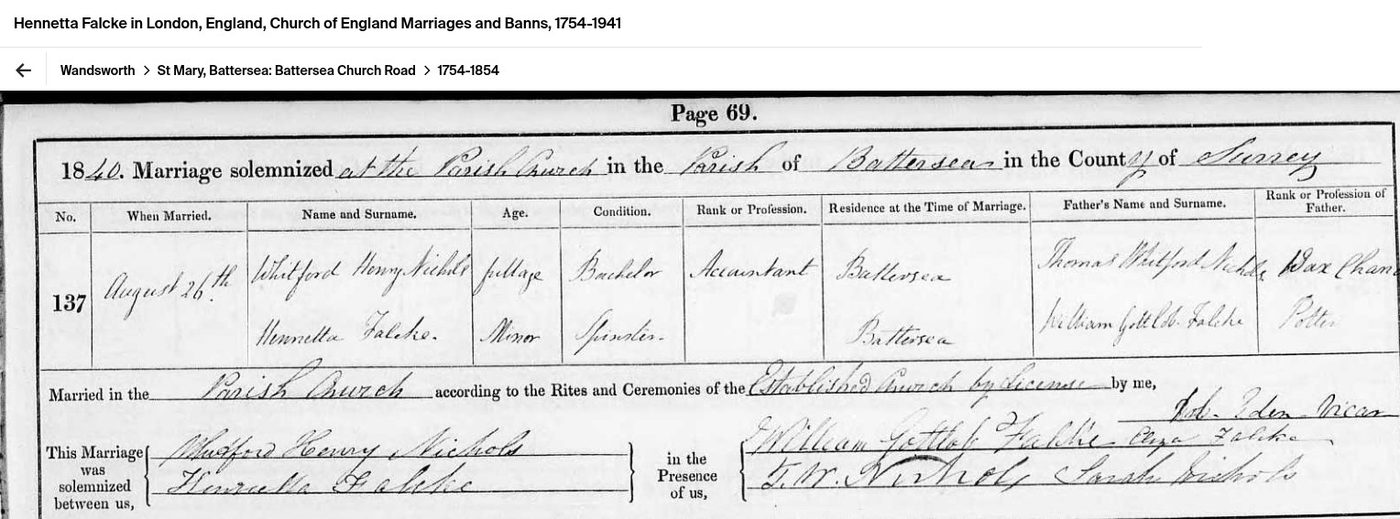 Hennetta Falcke in London, England, Church of England Marriages and Banns, 1754-1941
Wandsworth > St Mary, Battersea: Battersea Church Road > 1754-1854
Page 69.
1840. Marriage solemnized at the Parish Church in the Parish of Battersea in the County of Surrey
No. When Married. Name and Surname. Age. Condition. Rank or Profession. Residence at the Time of Marriage. Father's Name and Surname. Rank or Profession of Father.
137 August 26th Whitford Henry Nichols full age Bachelor Accountant Battersea Thomas Whitford Nichols Wax Chan
Henrietta Falcke. Minor Spinster. Battersea William Gottlob Falcke Potter
Married in the Parish Church according to the Rites and Ceremonies of the Established Church by License by me,
Rob. Eden Vicar
This Marriage was solemnized between us, Whitford Henry Nichols in the Presence of us, William Gottlob Falcke Eliza Falcke
Henrietta Falcke T. W. Nichols Sarah Nichols